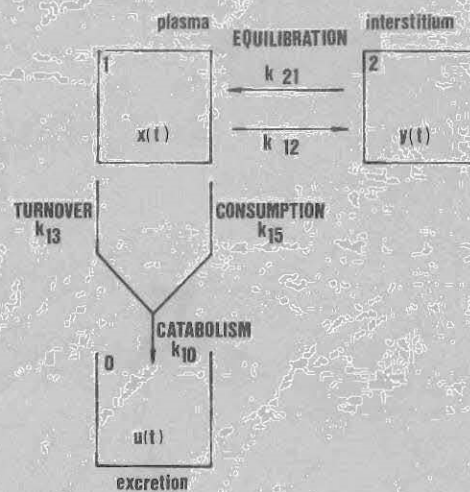 plasma
interstitium
EQUILIBRATION
1
k 21
2
x(t)
k 12
y(t)
TURNOVER
k13
CONSUMPTION
k15
CATABOLISM
k10
0
u(t)
excretion